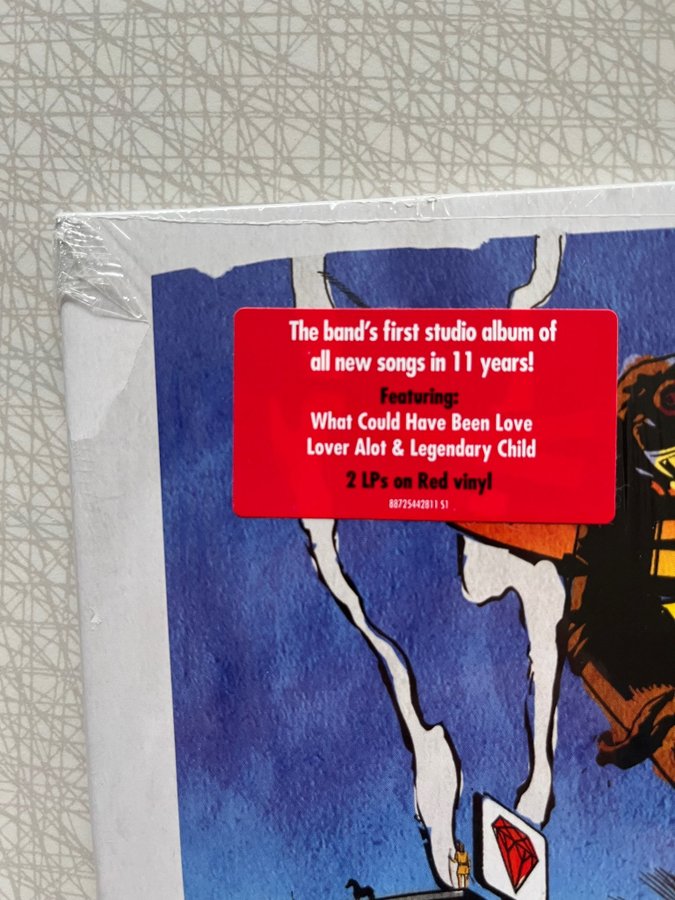 The band's first studio album of
all new songs in 11 years!
Featuring:
What Could Have Been Love
Lover Alot & Legendary Child
2 LPs on Red vinyl
88725442811 S1